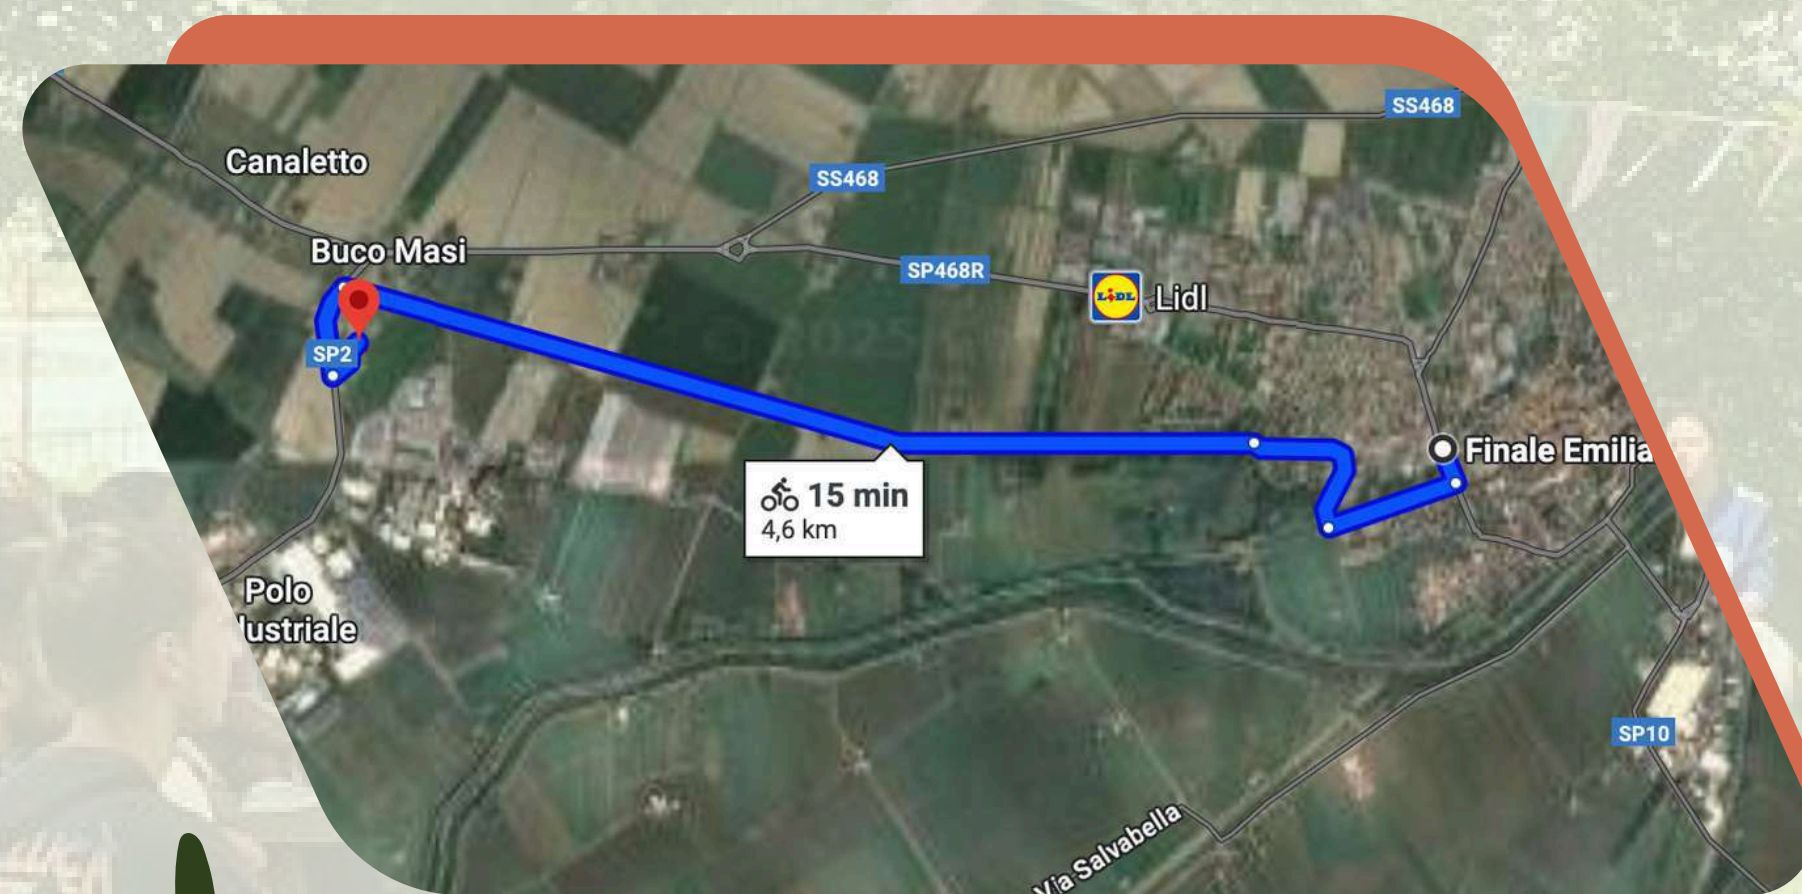 SS468
Canaletto
SS468
Buco Masi
SP468R
LIDL
Lidl
SP2
Finale Emilia
15 min
4,6 km
Polo
lustriale
SP10
Via Salvabella